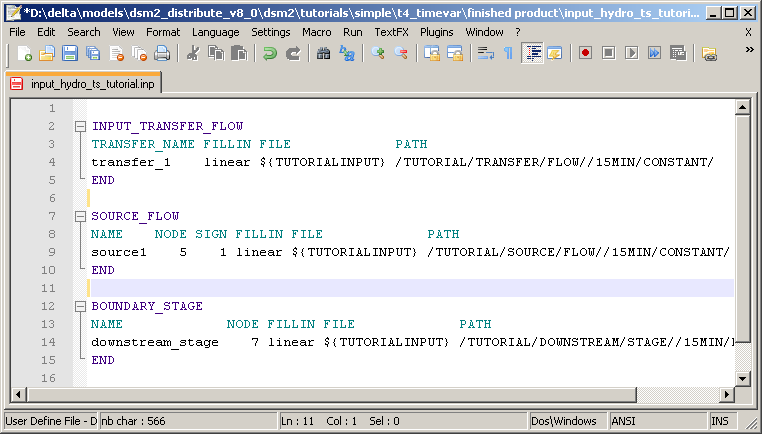 *D:\delta\models\dsm2_distribute_v8_0\dsm2\tutorials\simple\t4_timevar\finished product\input_hydro_ts_tutori...
File Edit Search View Format Language Settings Macro Run TextFX Plugins Window ? X
input_hydro_ts_tutorial.inp
1
2 INPUT_TRANSFER_FLOW
3 TRANSFER_NAME FILLIN FILE PATH
4 transfer_1 linear ${TUTORIALINPUT} /TUTORIAL/TRANSFER/FLOW//15MIN/CONSTANT/
5 END
6
7 SOURCE_FLOW
8 NAME NODE SIGN FILLIN FILE PATH
9 source1 5 1 linear ${TUTORIALINPUT} /TUTORIAL/SOURCE/FLOW//15MIN/CONSTANT/
10 END
11
12 BOUNDARY_STAGE
13 NAME NODE FILLIN FILE PATH
14 downstream_stage 7 linear ${TUTORIALINPUT} /TUTORIAL/DOWNSTREAM/STAGE//15MIN/
15 END
16
User Define File - D nb char : 566 Ln : 11 Col : 1 Sel : 0 Dos\Windows ANSI INS